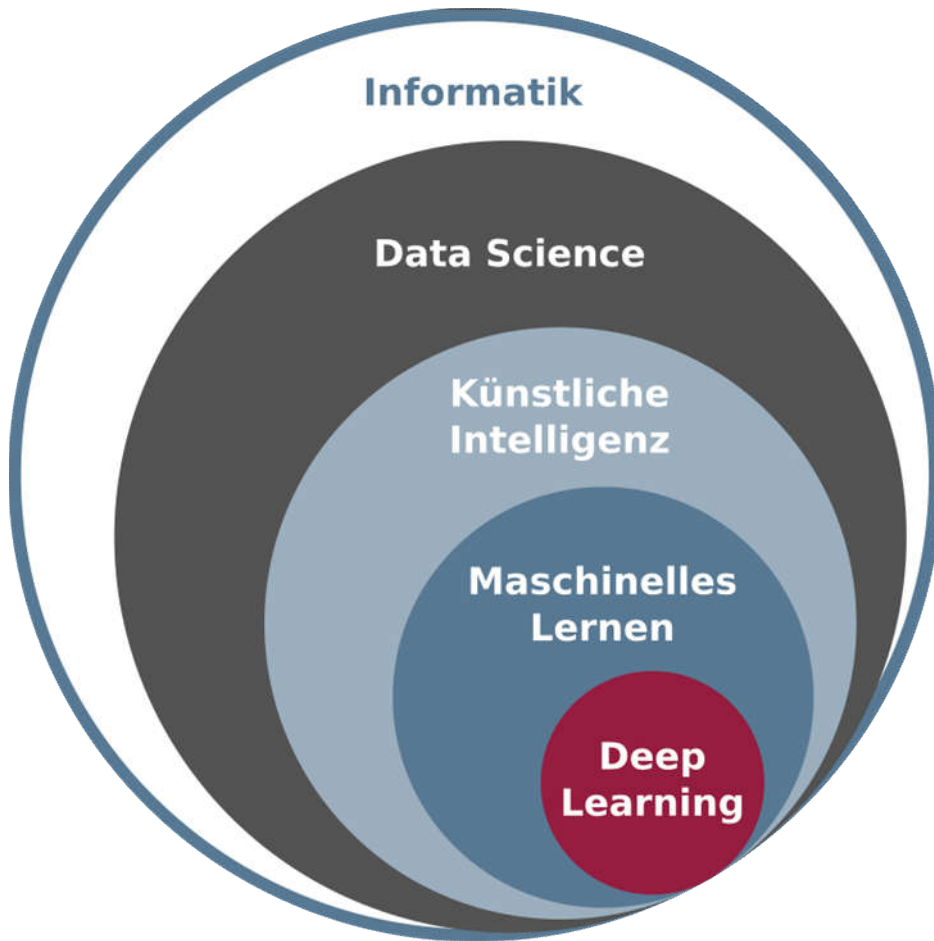 Informatik
Data Science
Künstliche
Intelligenz
Maschinelles
Lernen
Deep
Learning